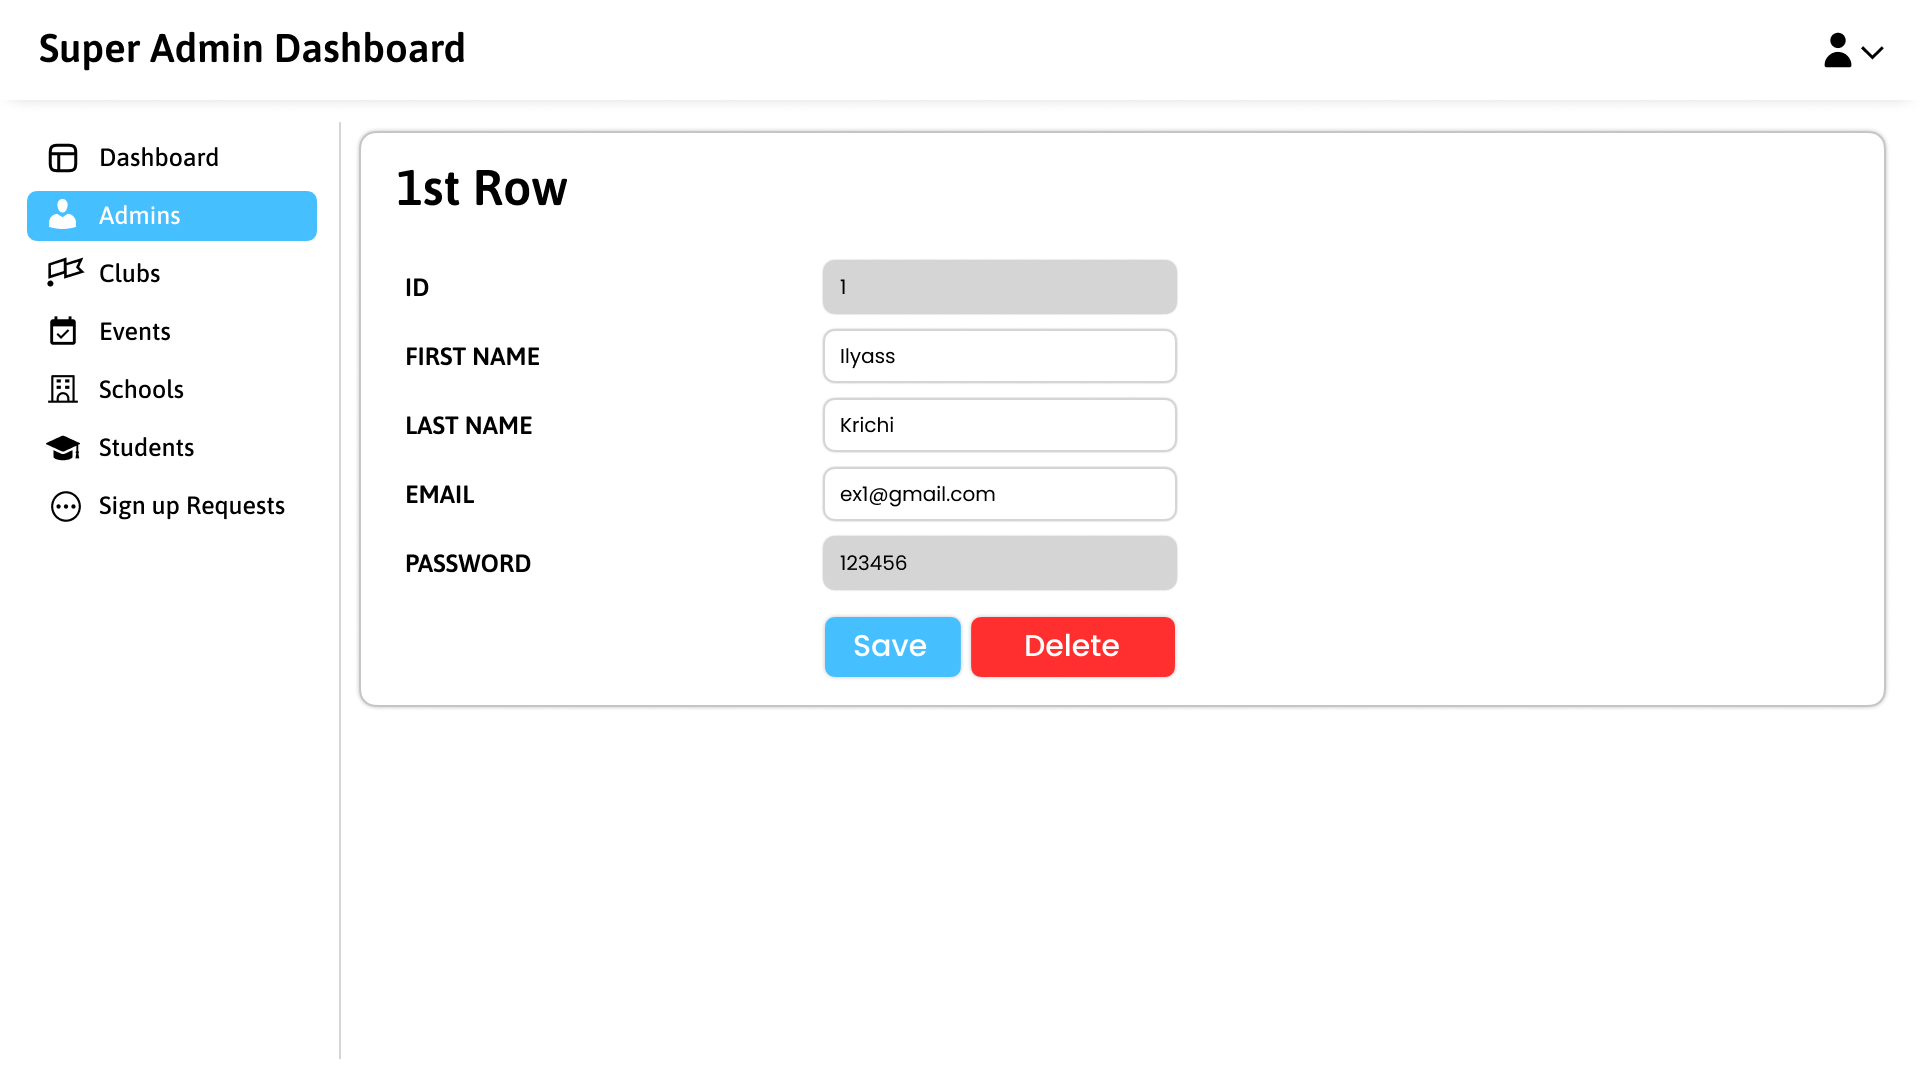 Super Admin Dashboard
Dashboard
Admins
Clubs
Events
Schools
Students
Sign up Requests
1st Row
ID
1
FIRST NAME
Ilyass
LAST NAME
Krichi
EMAIL
ex1@gmail.com
PASSWORD
123456
Save
Delete